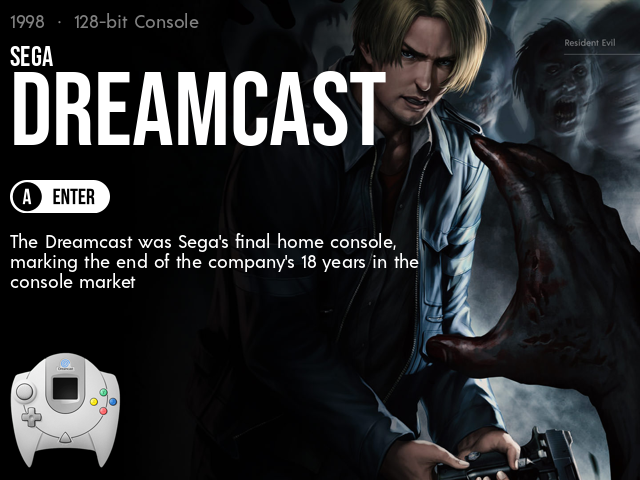 1998 · 128-bit Console
Resident Evil
SEGA
DREAMCAST
A ENTER
The Dreamcast was Sega's final home console,
marking the end of the company's 18 years in the
console market